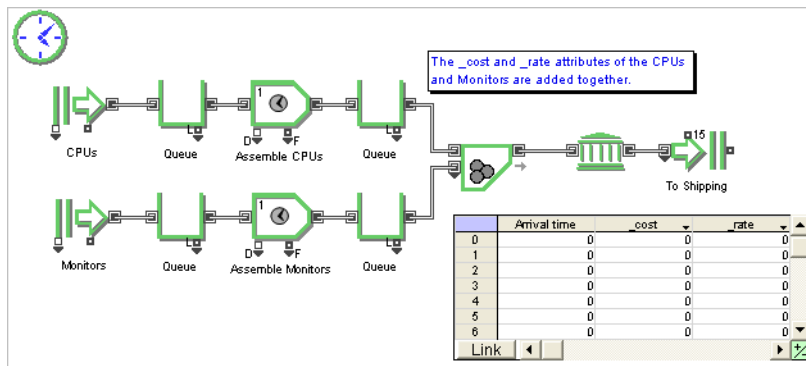 The _cost and _rate attributes of the CPUs
and Monitors are added together.
1
L
D F
L
15
CPUs
Queue
Assemble CPUs
Queue
To Shipping
1
L
D F
L
Monitors
Queue
Assemble Monitors
Queue
Arrival time _cost _rate
0 0 0 0
1 0 0 0
2 0 0 0
3 0 0 0
4 0 0 0
5 0 0 0
6 0 0 0
Link +/-